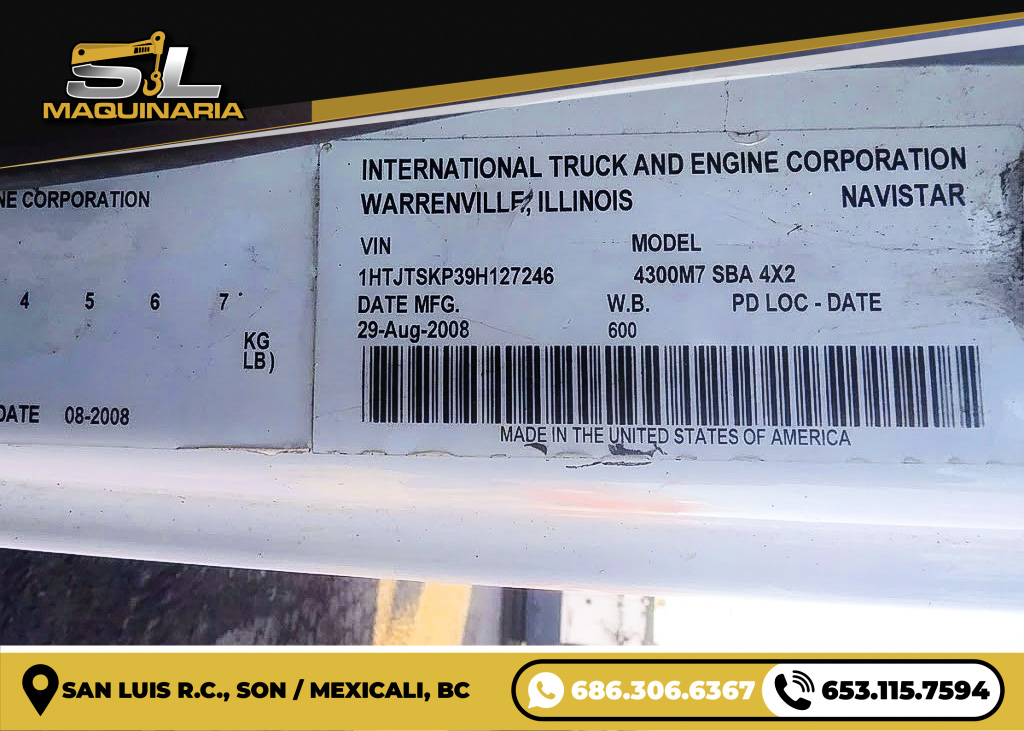 SL
MAQUINARIA
NE CORPORATION
4 5 6 7
KG
LB)
DATE 08-2008
INTERNATIONAL TRUCK AND ENGINE CORPORATION
WARRENVILLE, ILLINOIS NAVISTAR
VIN MODEL
1HTJTSKP39H127246 4300M7 SBA 4X2
DATE MFG. W.B. PD LOC - DATE
29-Aug-2008 600
MADE IN THE UNITED STATES OF AMERICA
SAN LUIS R.C., SON / MEXICALI, BC
686.306.6367 653.115.7594